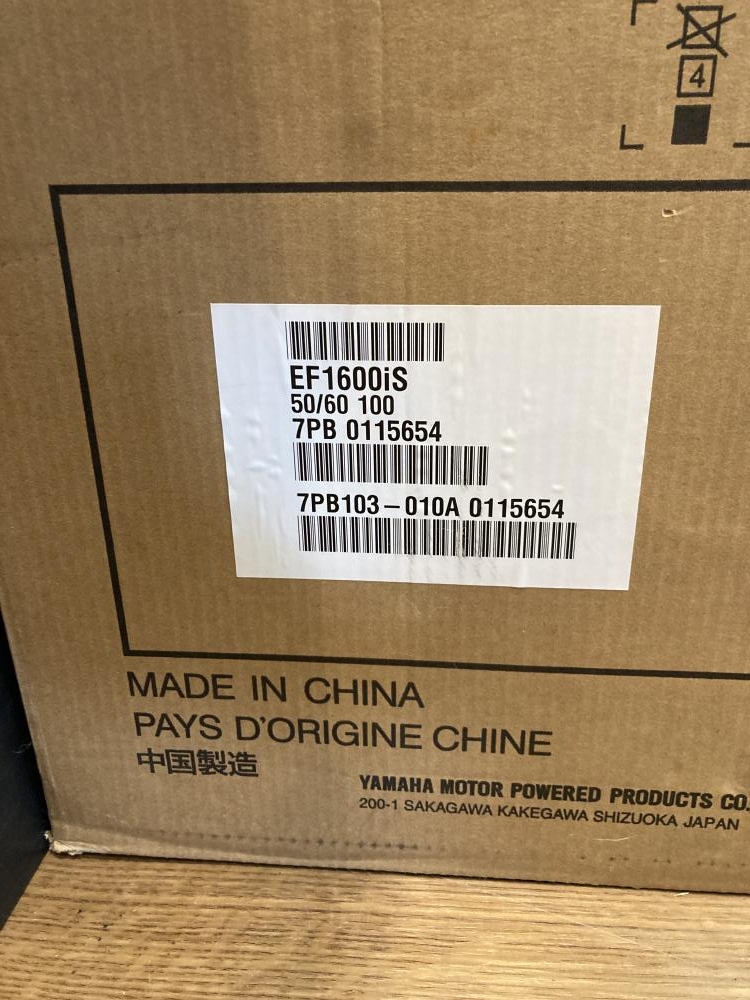 4
EF1600iS
50/60 100
7PB 0115654
7PB103-010A 0115654
MADE IN CHINA
PAYS D'ORIGINE CHINE
中国製造
YAMAHA MOTOR POWERED PRODUCTS CO.
200-1 SAKAGAWA KAKEGAWA SHIZUOKA JAPAN